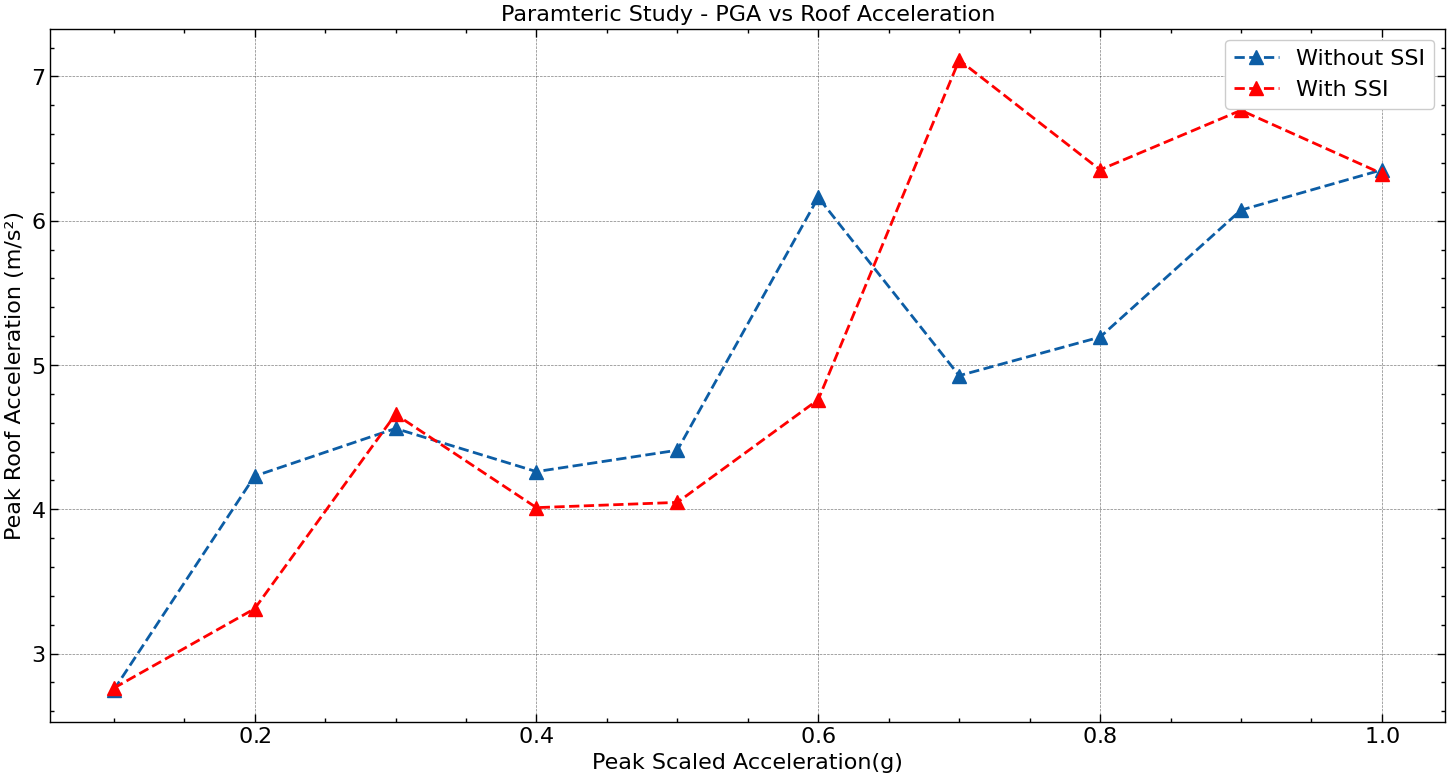 Paramteric Study - PGA vs Roof Acceleration
Without SSI
With SSI
Peak Roof Acceleration (m/s²)
7
6
5
4
3
0.2
0.4
0.6
0.8
1.0
Peak Scaled Acceleration(g)